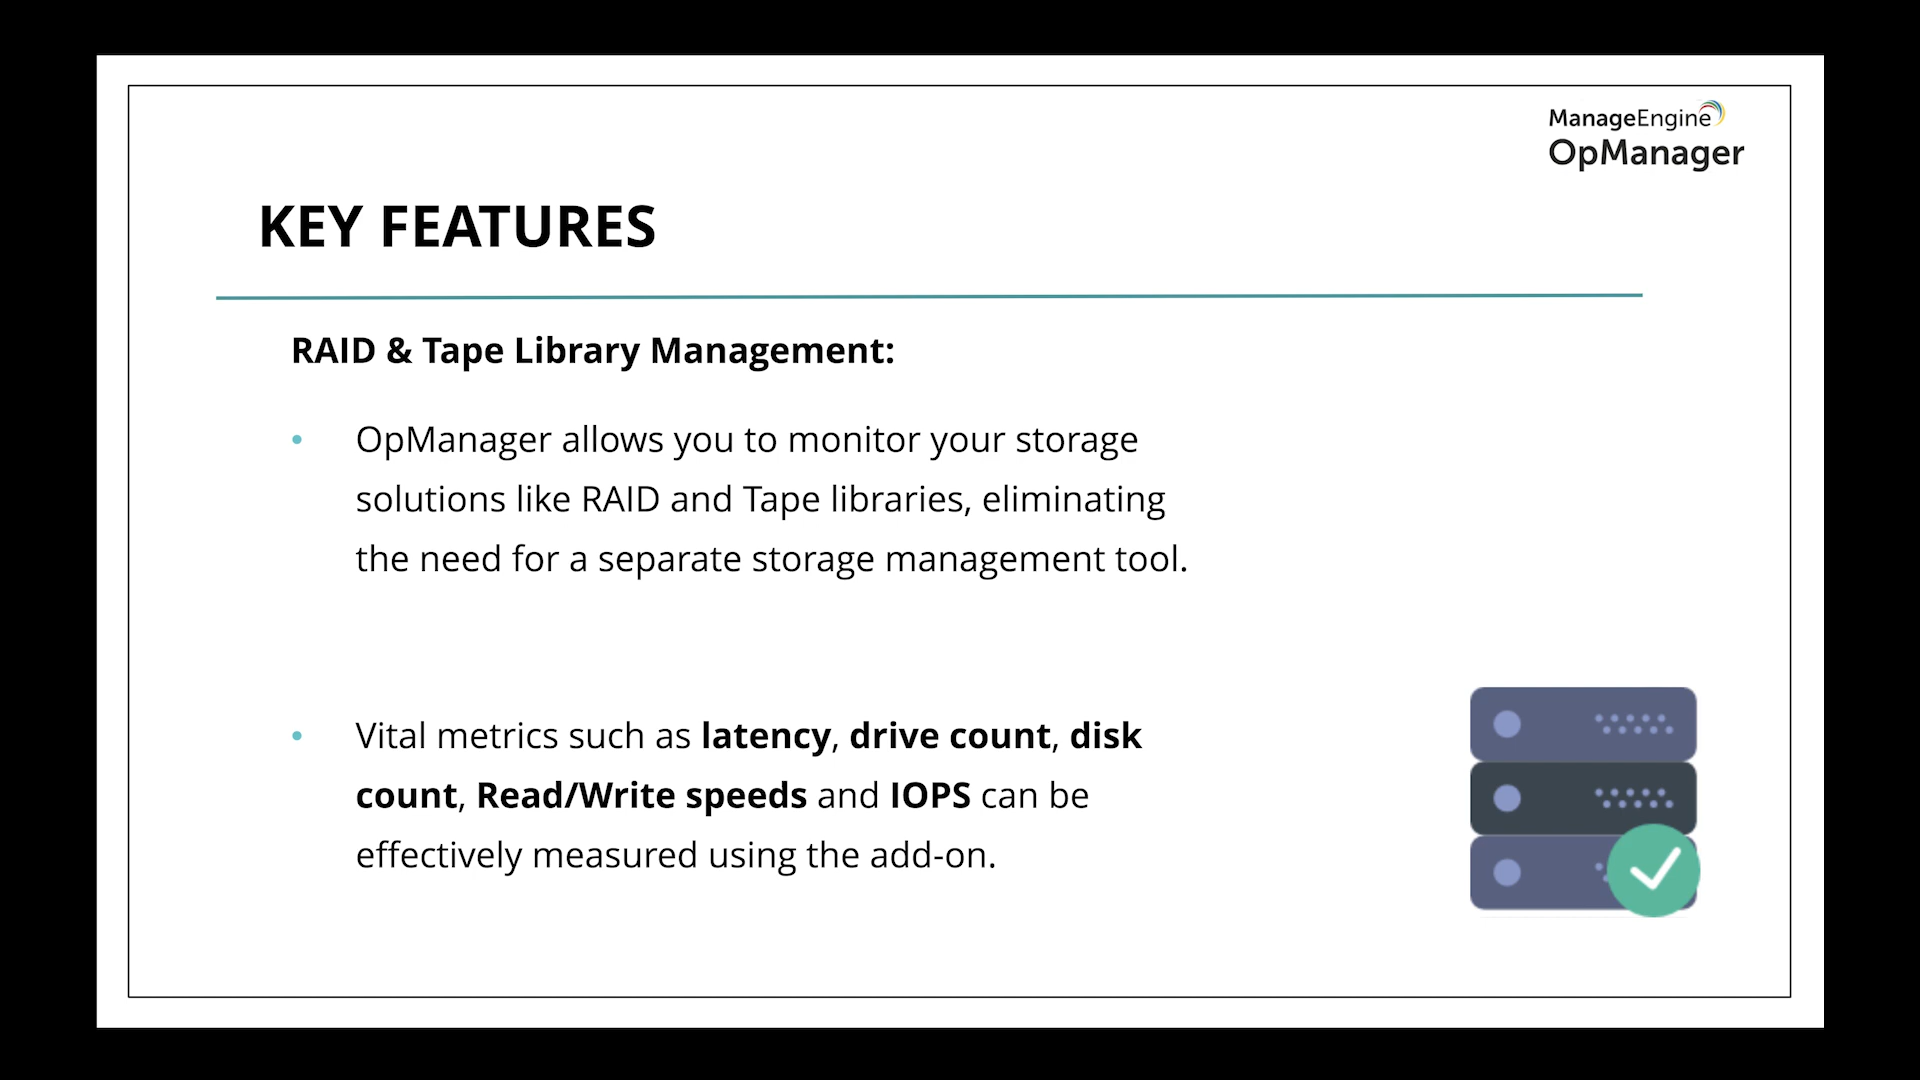 ManageEngine
OpManager
KEY FEATURES
RAID & Tape Library Management:
• OpManager allows you to monitor your storage
solutions like RAID and Tape libraries, eliminating
the need for a separate storage management tool.
• Vital metrics such as latency, drive count, disk
count, Read/Write speeds and IOPS can be
effectively measured using the add-on.